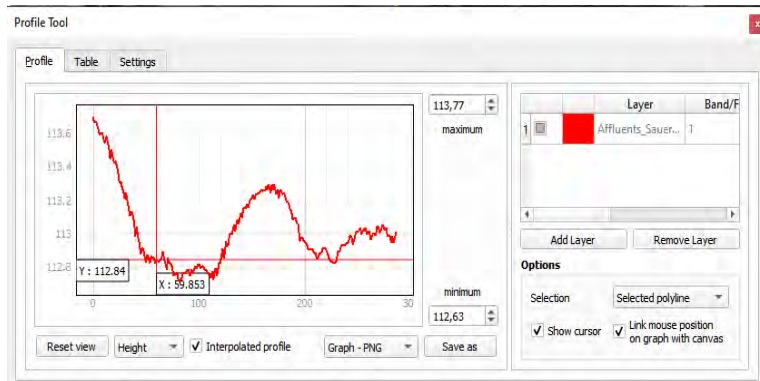 Profile Tool
x
Profile Table Settings
113.6
113.4
113.2
113
112.8
Y : 112.84
X : 59.853
0 100 200 30
113,77
maximum
minimum
112,63
Reset view Height Interpolated profile Graph - PNG Save as
Layer Band/F
1 Affluents_Sauer... 1
Add Layer Remove Layer
Options
Selection Selected polyline
Show cursor Link mouse position
on graph with canvas